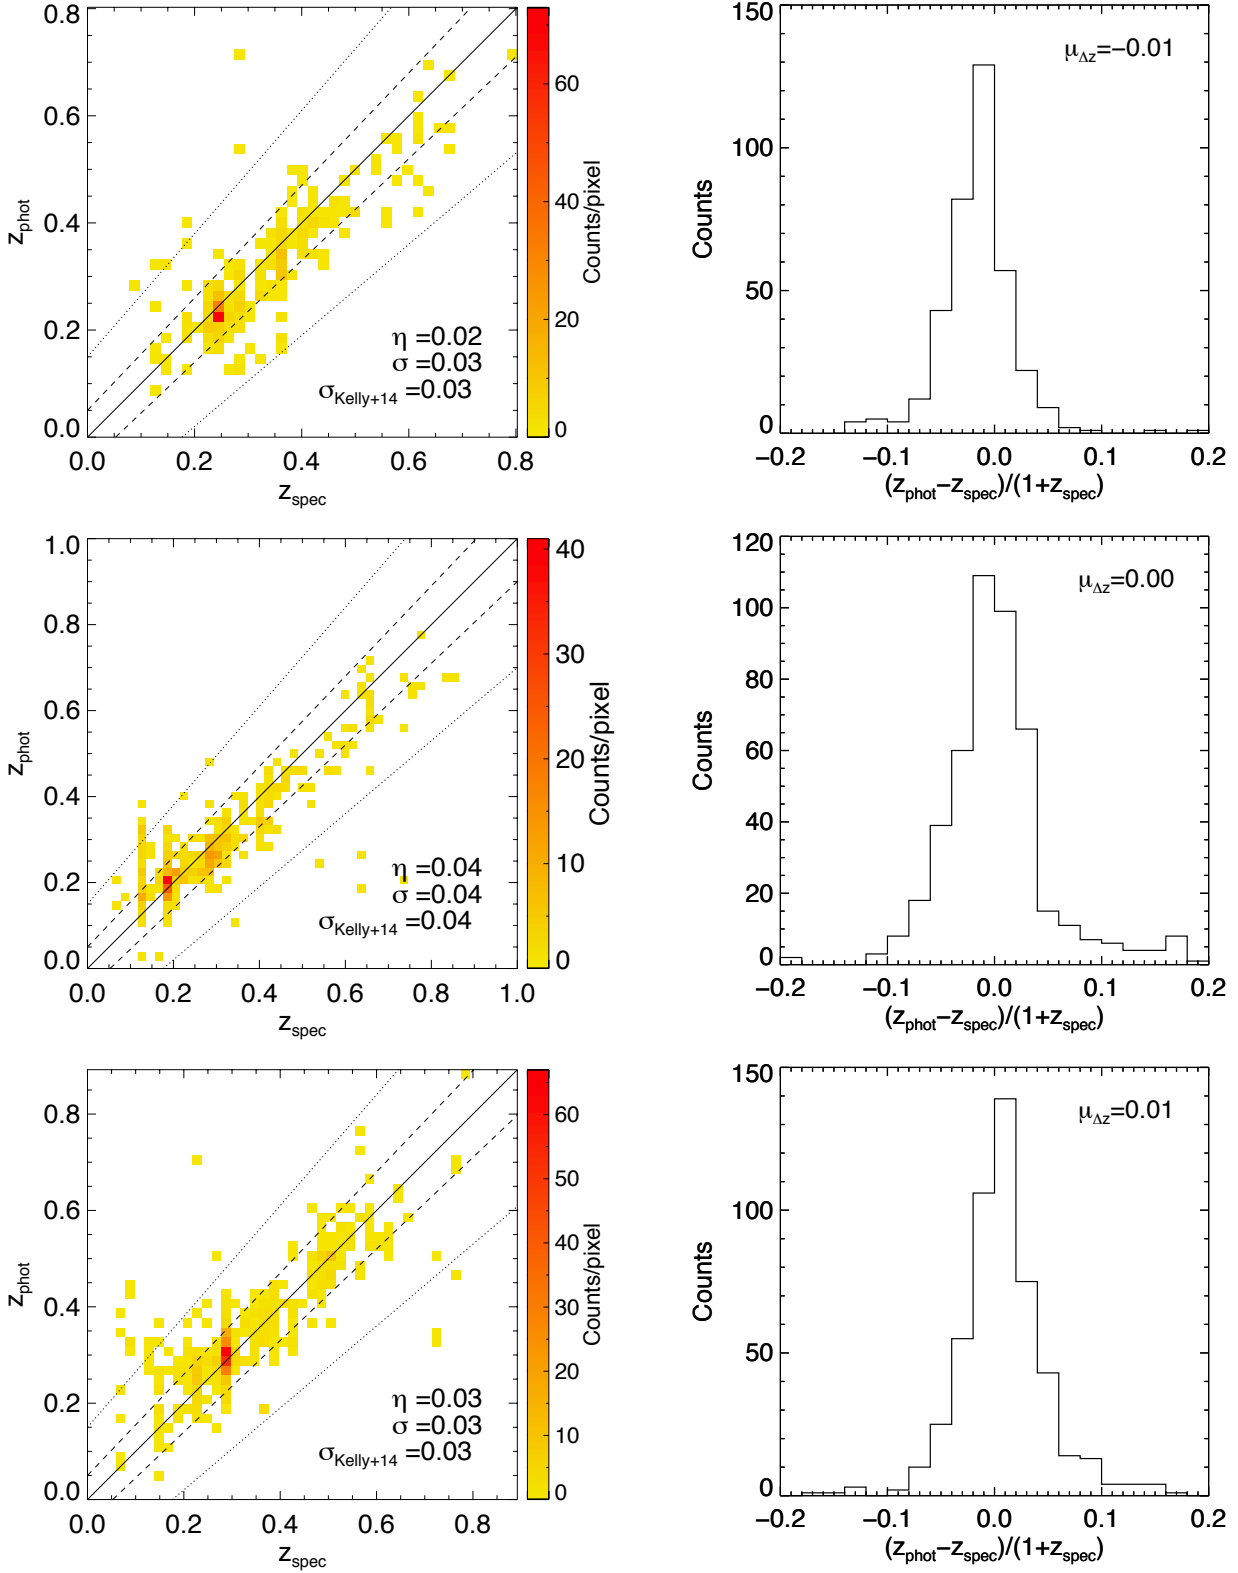 0.8
0.6
0.4
0.2
0.0
z_phot
0.0 0.2 0.4 0.6 0.8
z_spec
η =0.02
σ =0.03
σ_Kelly+14 =0.03
60
40
20
0
Counts/pixel
150
100
50
0
Counts
μ_Δz=−0.01
−0.2 −0.1 0.0 0.1 0.2
(z_phot−z_spec)/(1+z_spec)
1.0
0.8
0.6
0.4
0.2
0.0
z_phot
0.0 0.2 0.4 0.6 0.8 1.0
z_spec
η =0.04
σ =0.04
σ_Kelly+14 =0.04
40
30
20
10
0
Counts/pixel
120
100
80
60
40
20
0
Counts
μ_Δz=0.00
−0.2 −0.1 0.0 0.1 0.2
(z_phot−z_spec)/(1+z_spec)
0.8
0.6
0.4
0.2
0.0
z_phot
0.0 0.2 0.4 0.6 0.8
z_spec
η =0.03
σ =0.03
σ_Kelly+14 =0.03
60
50
40
30
20
10
0
Counts/pixel
150
100
50
0
Counts
μ_Δz=0.01
−0.2 −0.1 0.0 0.1 0.2
(z_phot−z_spec)/(1+z_spec)